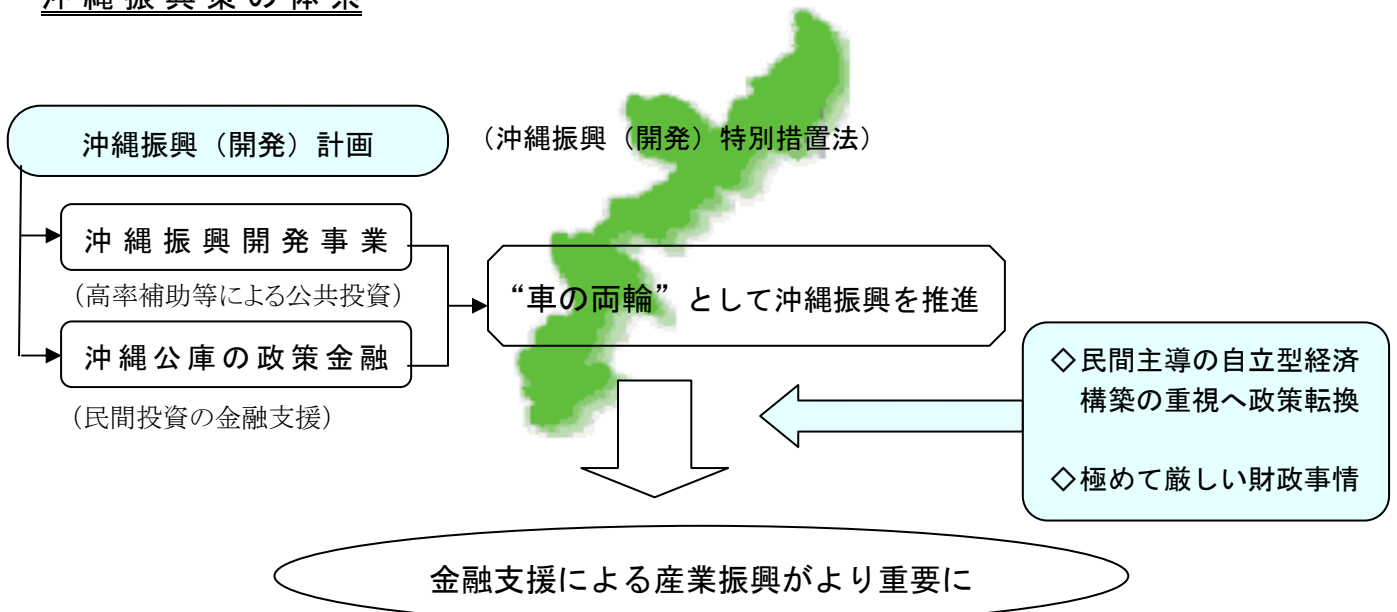 沖縄振興策の体系
沖縄振興（開発）計画
（沖縄振興（開発）特別措置法）
沖縄振興開発事業
（高率補助等による公共投資）
沖縄公庫の政策金融
（民間投資の金融支援）
“車の両輪”として沖縄振興を推進
◇民間主導の自立型経済
構築の重視へ政策転換
◇極めて厳しい財政事情
金融支援による産業振興がより重要に